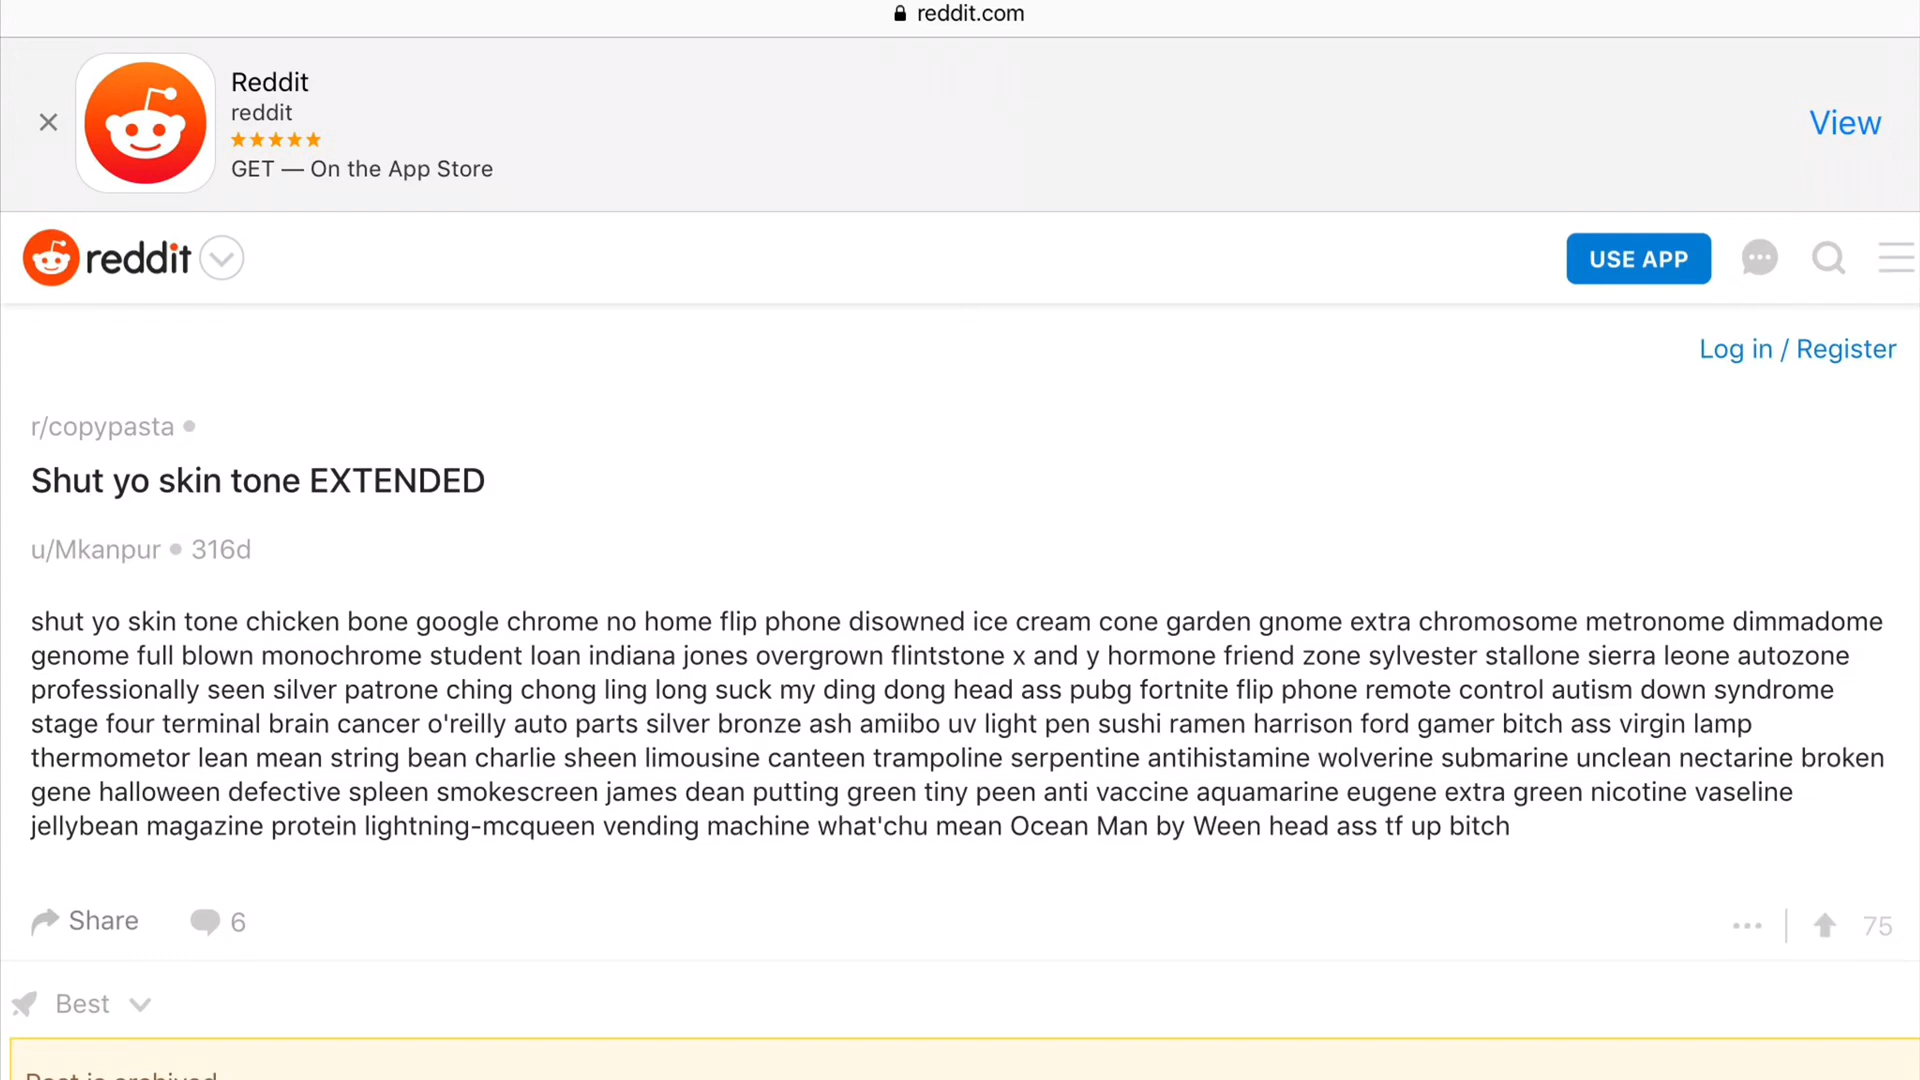 reddit.com
Reddit
reddit
GET — On the App Store
View
reddit
USE APP
Log in / Register
r/copypasta
Shut yo skin tone EXTENDED
u/Mkanpur • 316d
shut yo skin tone chicken bone google chrome no home flip phone disowned ice cream cone garden gnome extra chromosome metronome dimmadome
genome full blown monochrome student loan indiana jones overgrown flintstone x and y hormone friend zone sylvester stallone sierra leone autozone
professionally seen silver patrone ching chong ling long suck my ding dong head ass pubg fortnite flip phone remote control autism down syndrome
stage four terminal brain cancer o'reilly auto parts silver bronze ash amiibo uv light pen sushi ramen harrison ford gamer bitch ass virgin lamp
thermometor lean mean string bean charlie sheen limousine canteen trampoline serpentine antihistamine wolverine submarine unclean nectarine broken
gene halloween defective spleen smokescreen james dean putting green tiny peen anti vaccine aquamarine eugene extra green nicotine vaseline
jellybean magazine protein lightning-mcqueen vending machine what'chu mean Ocean Man by Ween head ass tf up bitch
Share 6
75
Best
Post is archived